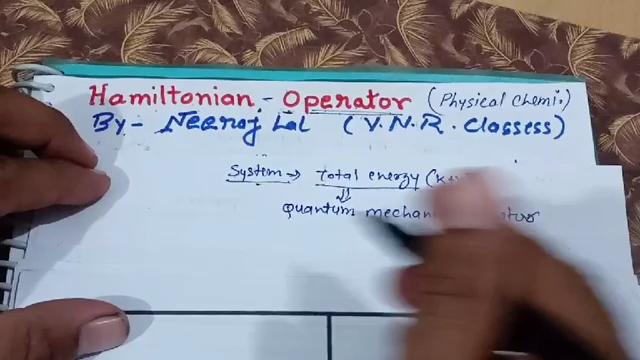 Hamiltonian - Operator (Physical Chemi.)
By - Neeraj Lal (V.N.R. Classess)
System → Total energy (K+
⇓
Quantum mechan